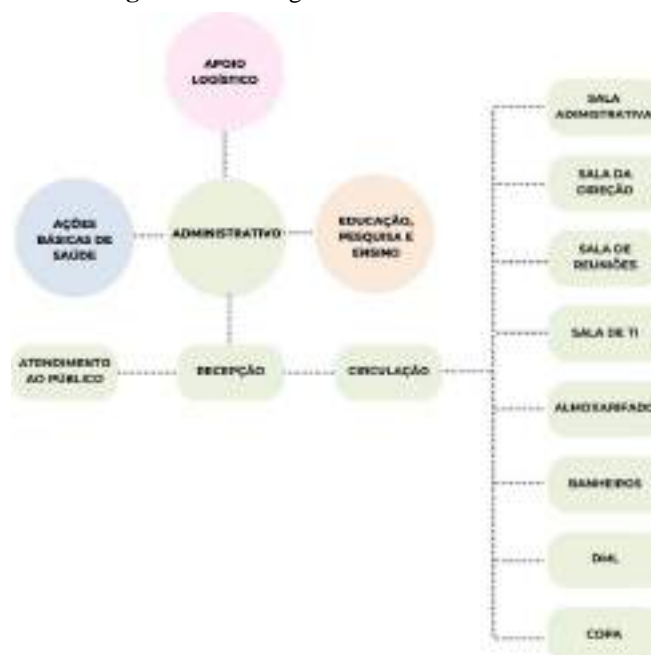 APOIO
LOGÍSTICO
AÇÕES
BÁSICAS DE
SAÚDE
ADMINISTRATIVO
EDUCAÇÃO,
PESQUISA E
ENSINO
ATENDIMENTO
AO PÚBLICO
RECEPÇÃO
CIRCULAÇÃO
SALA
ADIMISTRATIVA
SALA DA
DIREÇÃO
SALA DE
REUNIÕES
SALA DE TI
ALMOXARIFADO
BANHEIROS
DML
COPA